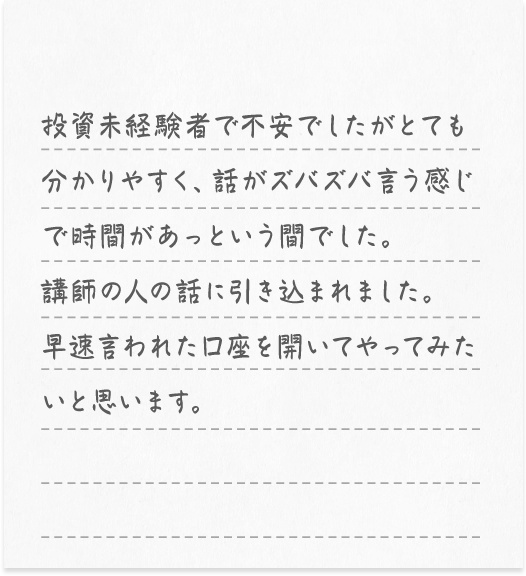 投資未経験者で不安でしたがとても
分かりやすく、話がズバズバ言う感じ
で時間があっという間でした。
講師の人の話に引き込まれました。
早速言われた口座を開いてやってみた
いと思います。